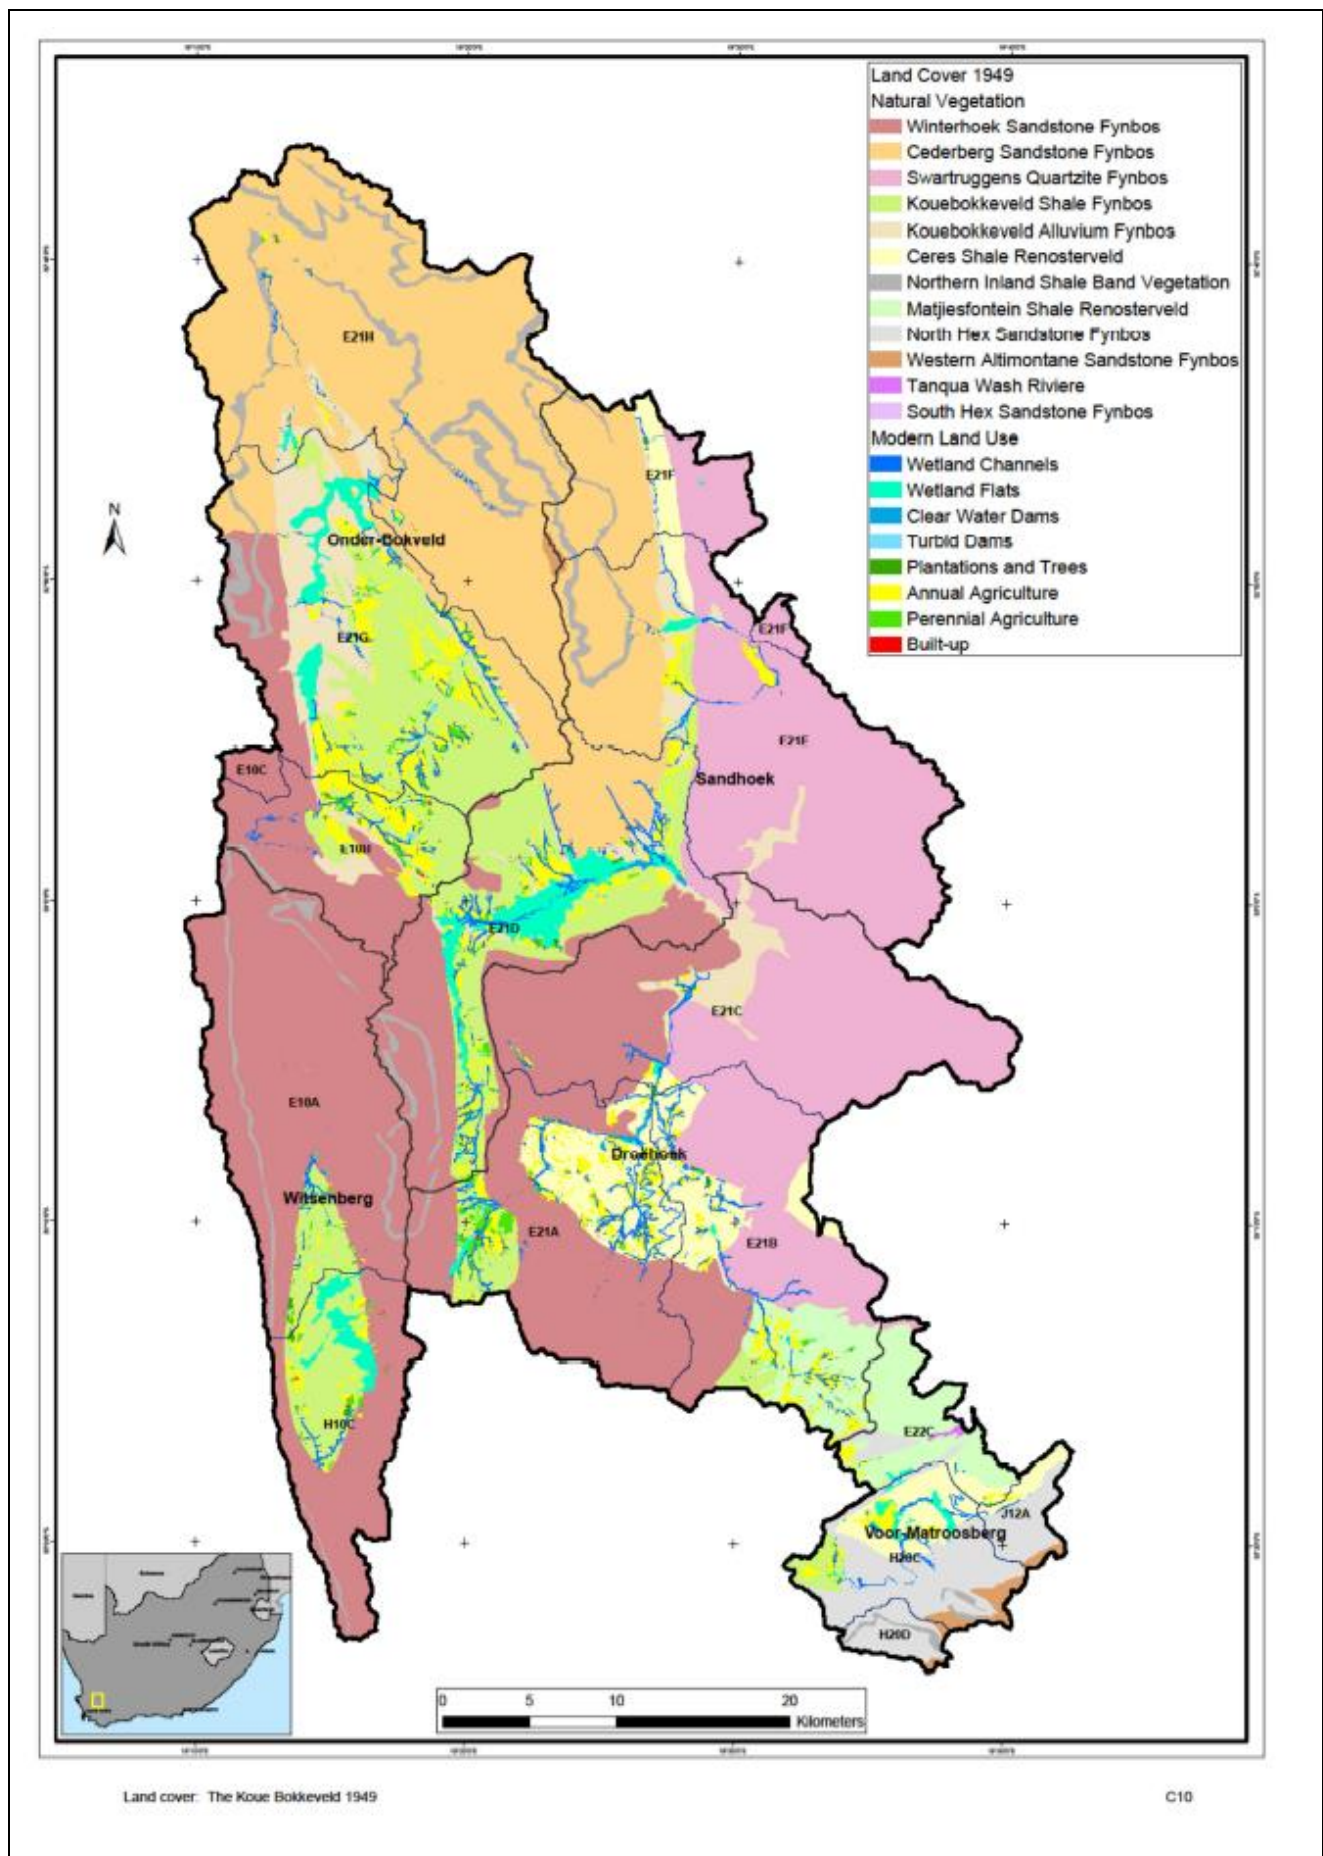 Land Cover 1949
Natural Vegetation
Winterhoek Sandstone Fynbos
Cederberg Sandstone Fynbos
Swartruggens Quartzite Fynbos
Kouebokkeveld Shale Fynbos
Kouebokkeveld Alluvium Fynbos
Ceres Shale Renosterveld
Northern Inland Shale Band Vegetation
Matjiesfontein Shale Renosterveld
North Hex Sandstone Fynbos
Western Altimontane Sandstone Fynbos
Tanqua Wash Riviere
South Hex Sandstone Fynbos
Modern Land Use
Wetland Channels
Wetland Flats
Clear Water Dams
Turbid Dams
Plantations and Trees
Annual Agriculture
Perennial Agriculture
Built-up
E21H
E21F
N
Onder-Bokveld
E21G
E21F
E10C
Sandhoek
E10B
E21D
E21C
E10A
Witsenberg
E21A
E21B
H10C
E22C
J12A
Voor-Matroosberg
H20C
H20D
0 5 10 20
Kilometers
Land cover: The Koue Bokkeveld 1949
C10